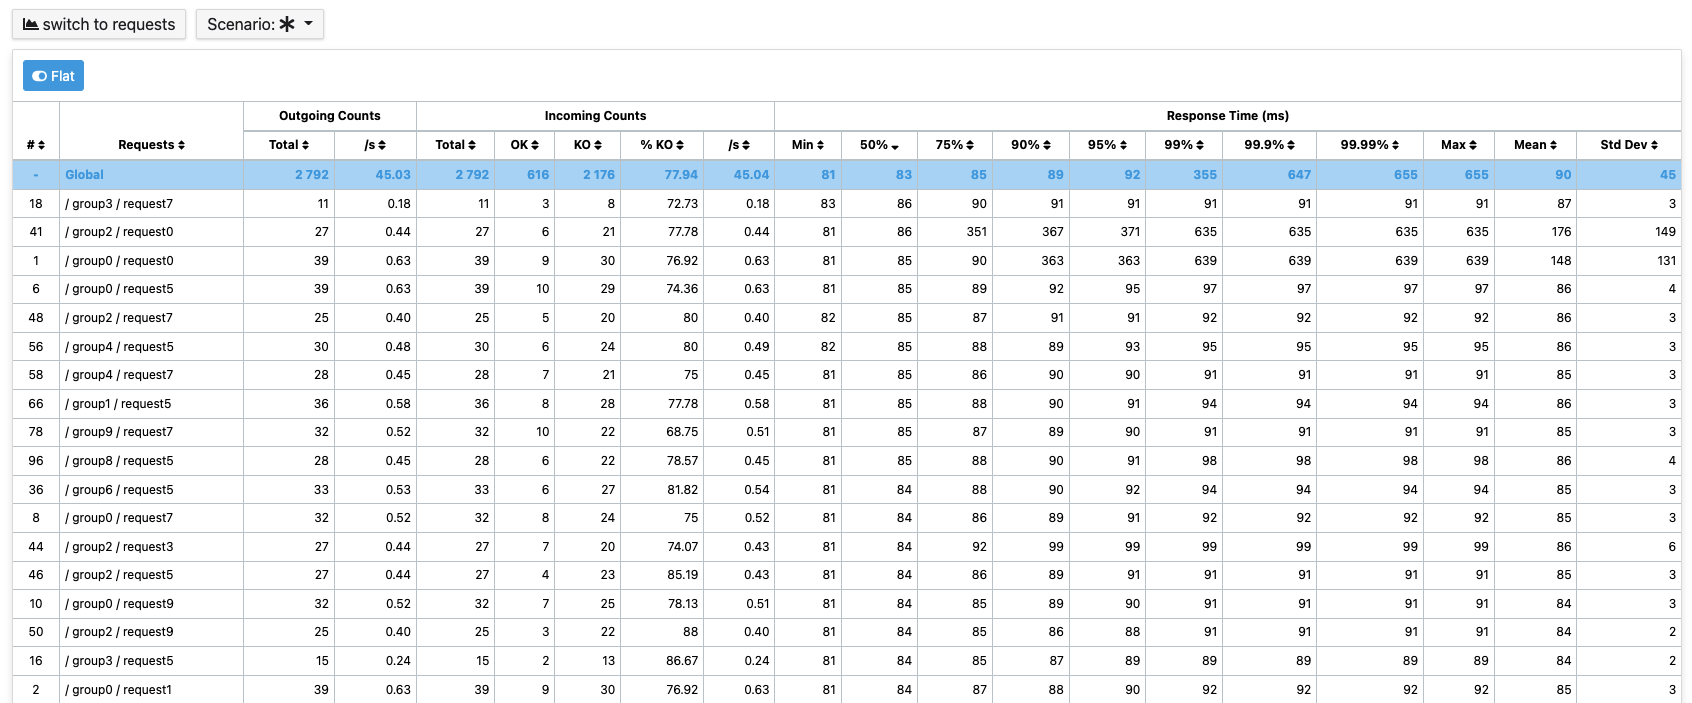 switch to requests Scenario: ✱
Flat
Outgoing Counts Incoming Counts Response Time (ms)
# Requests Total /s Total OK KO % KO /s Min 50% 75% 90% 95% 99% 99.9% 99.99% Max Mean Std Dev
- Global 2 792 45.03 2 792 616 2 176 77.94 45.04 81 83 85 89 92 355 647 655 655 90 45
18 / group3 / request7 11 0.18 11 3 8 72.73 0.18 83 86 90 91 91 91 91 91 91 87 3
41 / group2 / request0 27 0.44 27 6 21 77.78 0.44 81 86 351 367 371 635 635 635 635 176 149
1 / group0 / request0 39 0.63 39 9 30 76.92 0.63 81 85 90 363 363 639 639 639 639 148 131
6 / group0 / request5 39 0.63 39 10 29 74.36 0.63 81 85 89 92 95 97 97 97 97 86 4
48 / group2 / request7 25 0.40 25 5 20 80 0.40 82 85 87 91 91 92 92 92 92 86 3
56 / group4 / request5 30 0.48 30 6 24 80 0.49 82 85 88 89 93 95 95 95 95 86 3
58 / group4 / request7 28 0.45 28 7 21 75 0.45 81 85 86 90 90 91 91 91 91 85 3
66 / group1 / request5 36 0.58 36 8 28 77.78 0.58 81 85 88 90 91 94 94 94 94 86 3
78 / group9 / request7 32 0.52 32 10 22 68.75 0.51 81 85 87 89 90 91 91 91 91 85 3
96 / group8 / request5 28 0.45 28 6 22 78.57 0.45 81 85 88 90 91 98 98 98 98 86 4
36 / group6 / request5 33 0.53 33 6 27 81.82 0.54 81 84 88 90 92 94 94 94 94 85 3
8 / group0 / request7 32 0.52 32 8 24 75 0.52 81 84 86 89 91 92 92 92 92 85 3
44 / group2 / request3 27 0.44 27 7 20 74.07 0.43 81 84 92 99 99 99 99 99 99 86 6
46 / group2 / request5 27 0.44 27 4 23 85.19 0.43 81 84 86 89 91 91 91 91 91 85 3
10 / group0 / request9 32 0.52 32 7 25 78.13 0.51 81 84 85 89 90 91 91 91 91 84 3
50 / group2 / request9 25 0.40 25 3 22 88 0.40 81 84 85 86 88 91 91 91 91 84 2
16 / group3 / request5 15 0.24 15 2 13 86.67 0.24 81 84 85 87 89 89 89 89 89 84 2
2 / group0 / request1 39 0.63 39 9 30 76.92 0.63 81 84 87 88 90 92 92 92 92 85 3